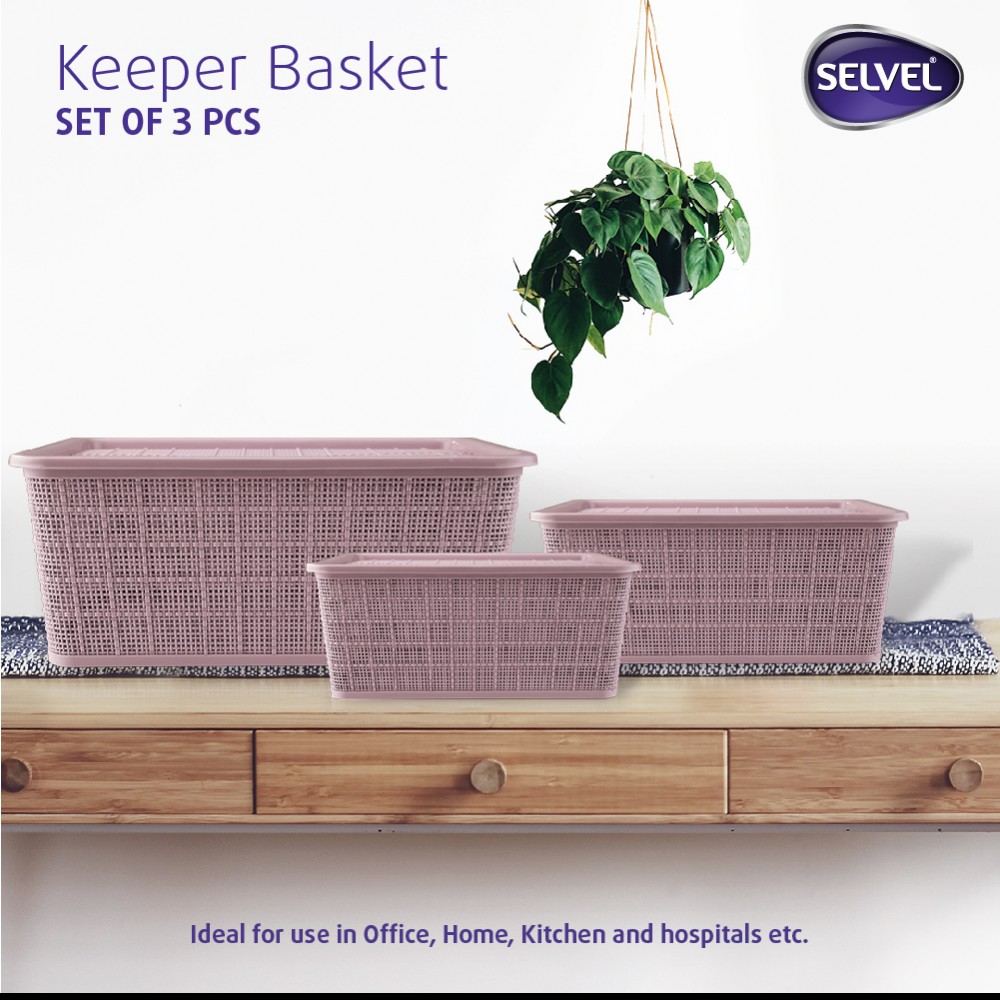 Keeper Basket
SET OF 3 PCS
SELVEL®
Ideal for use in Office, Home, Kitchen and hospitals etc.